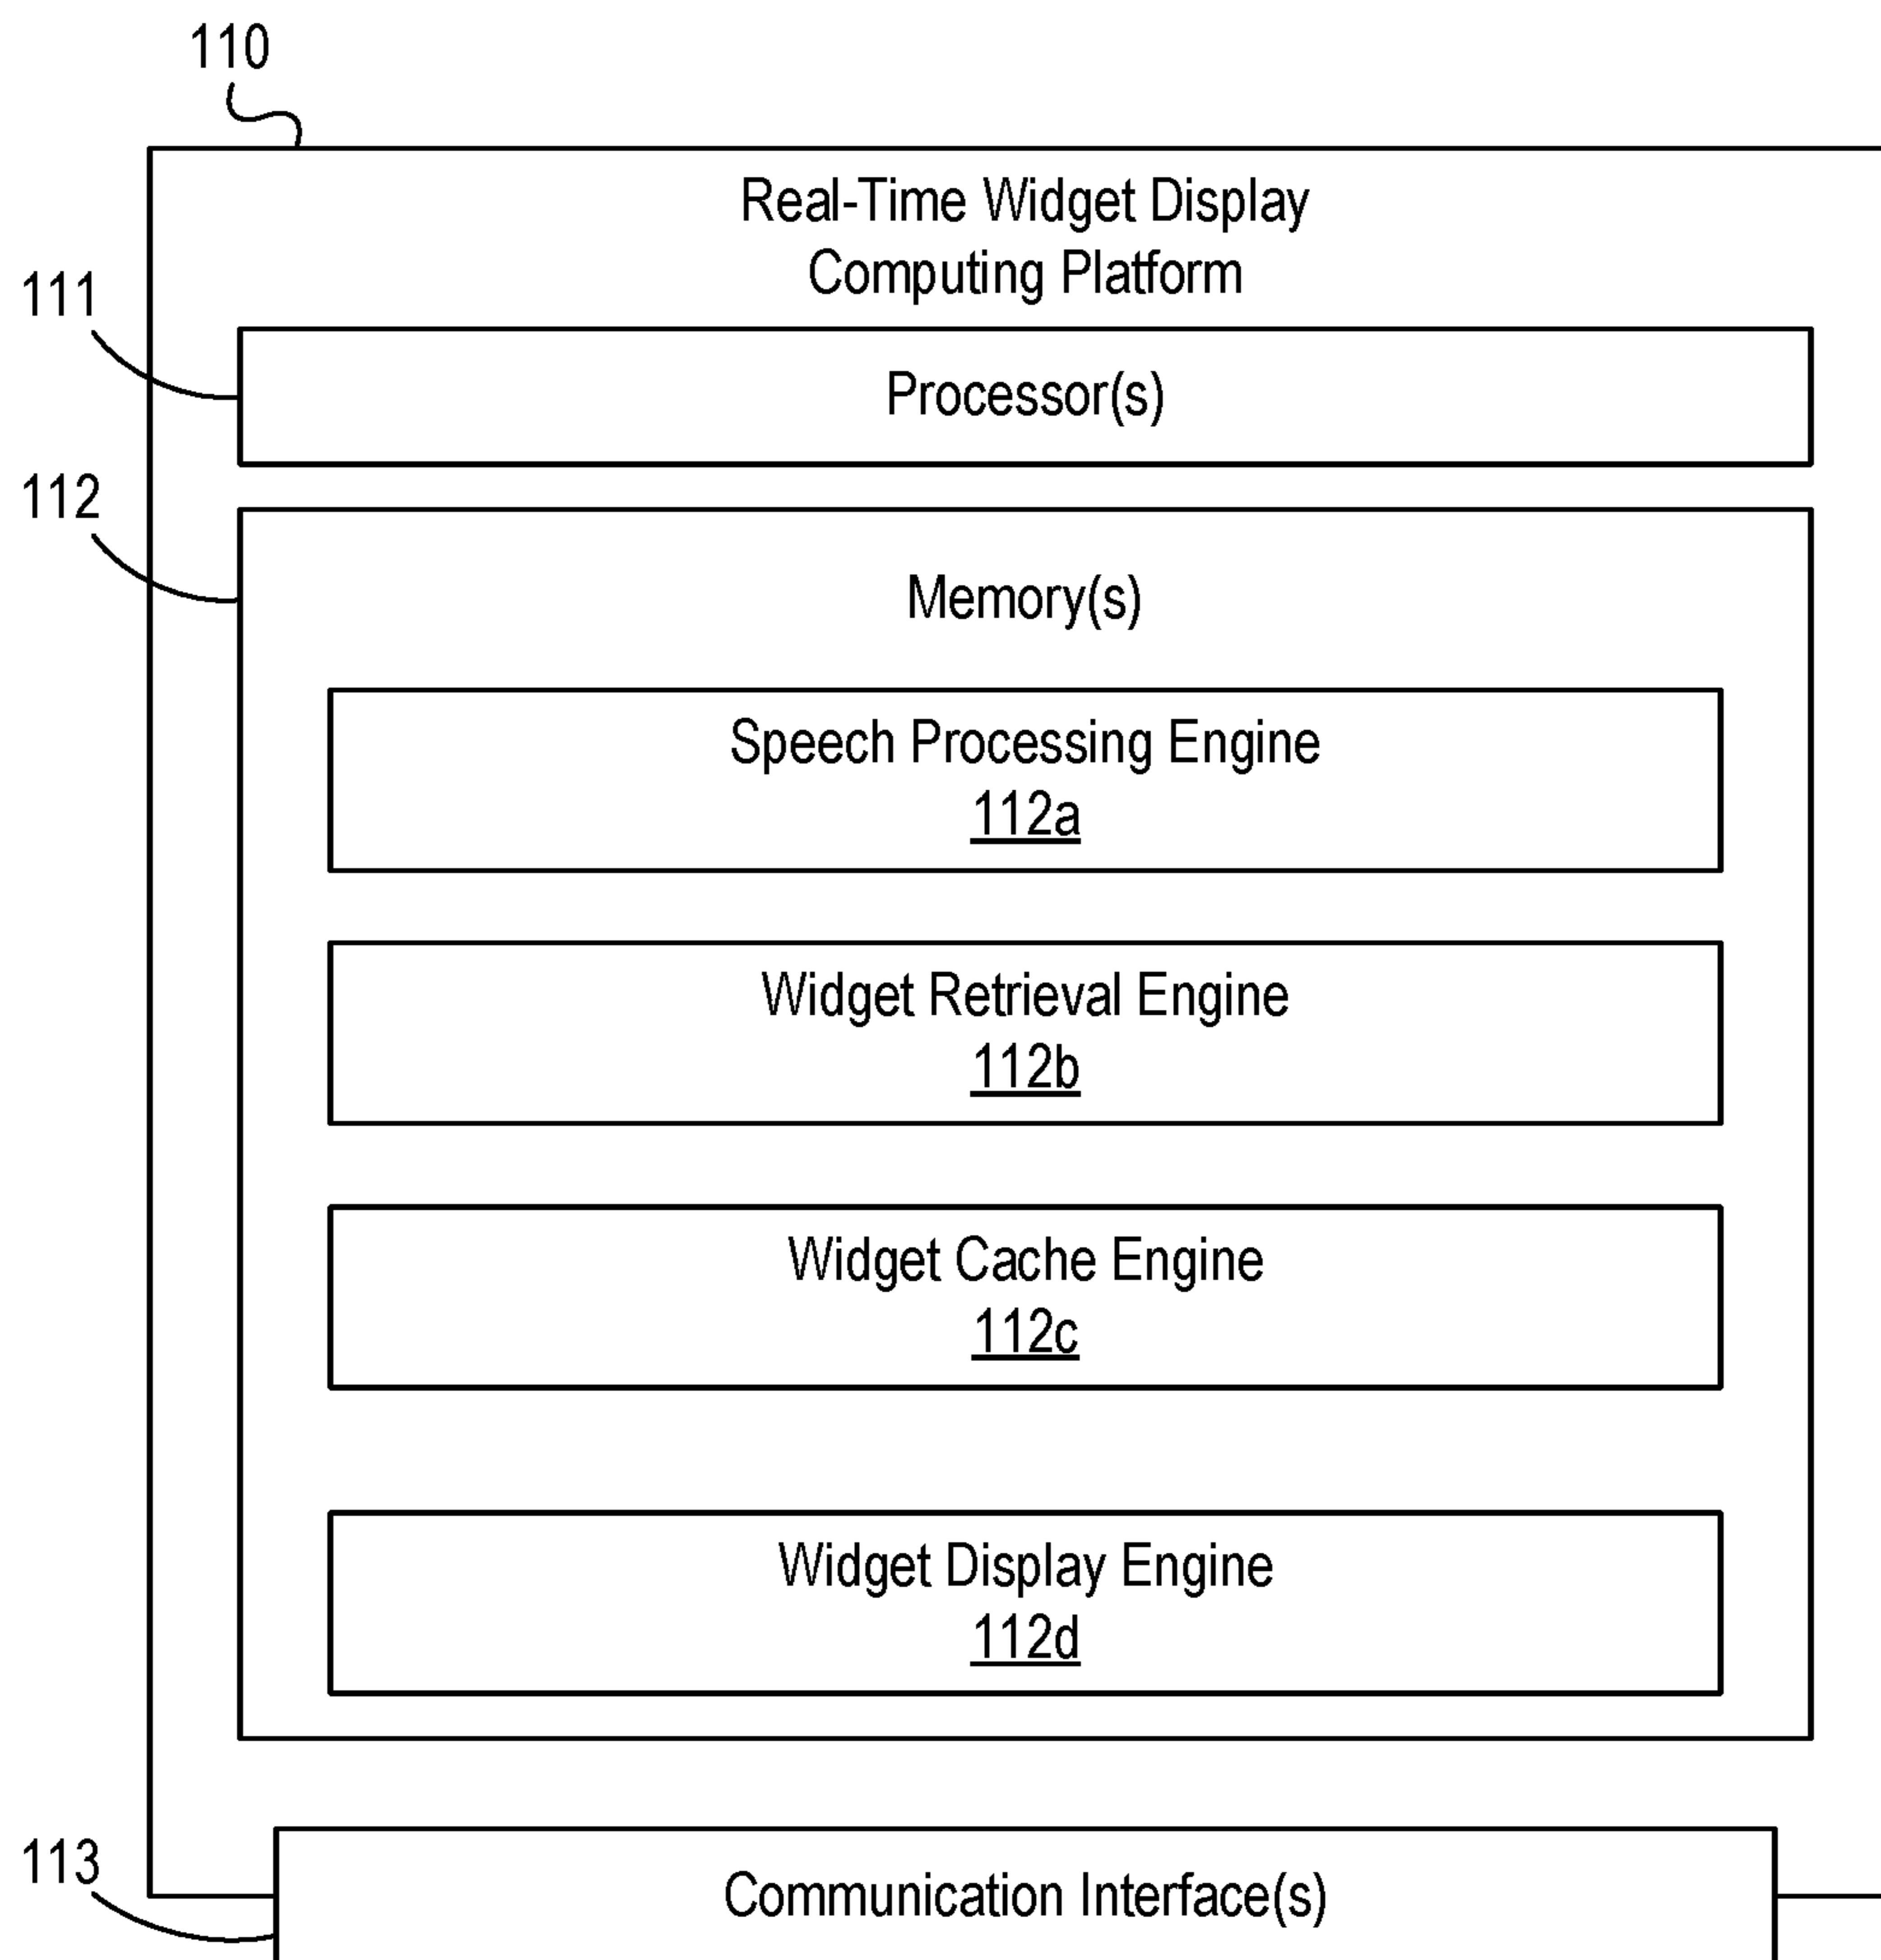 110
Real-Time Widget Display
Computing Platform
111
Processor(s)
112
Memory(s)
Speech Processing Engine
112a
Widget Retrieval Engine
112b
Widget Cache Engine
112c
Widget Display Engine
112d
113
Communication Interface(s)